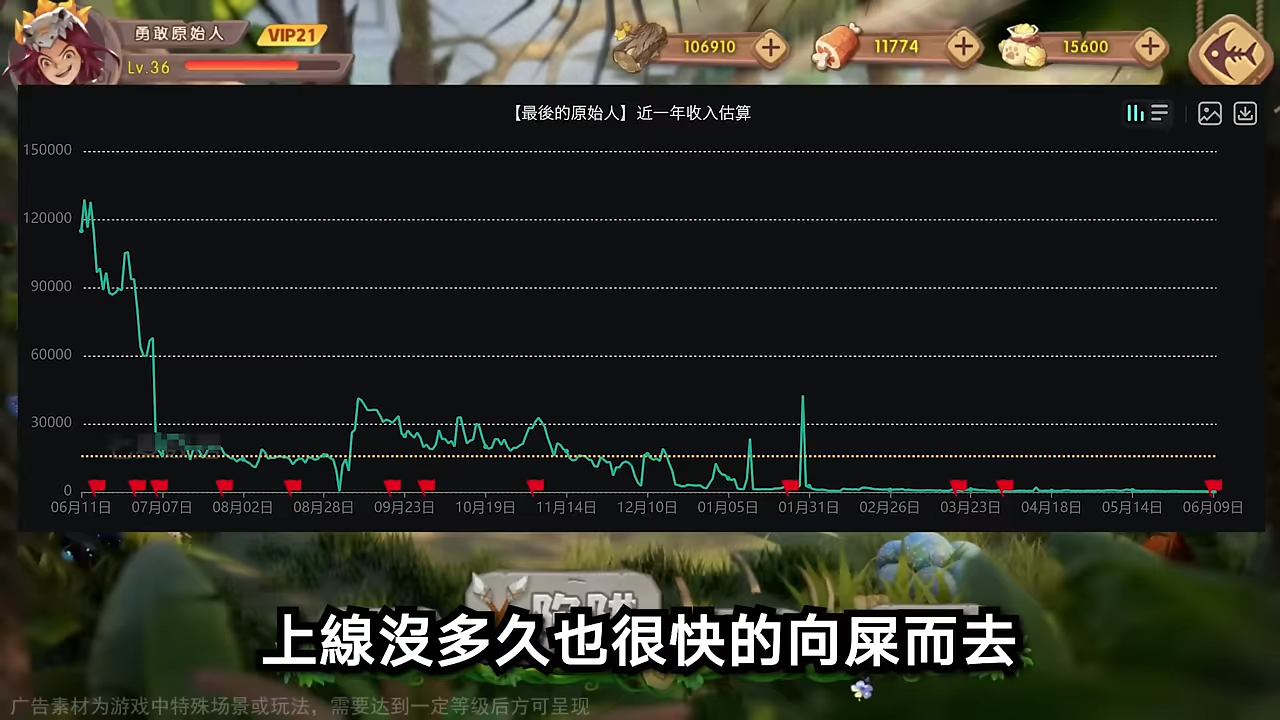 勇敢原始人
VIP21
Lv.36
106910
11774
15600
【最後的原始人】近一年收入估算
150000
120000
90000
60000
30000
0
06月11日 07月07日 08月02日 08月28日 09月23日 10月19日 11月14日 12月10日 01月05日 01月31日 02月26日 03月23日 04月18日 05月14日 06月09日
上線沒多久也很快的向屎而去
广告素材为游戏中特殊场景或玩法，需要达到一定等级后方可呈现